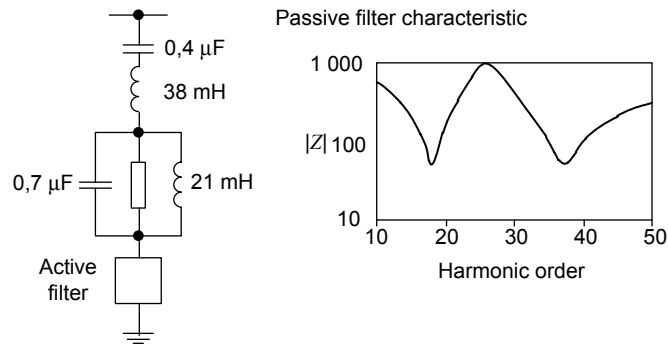 Passive filter characteristic
0,4 μF
38 mH
0,7 μF
21 mH
Active
filter
1 000
|Z| 100
10
10 20 30 40 50
Harmonic order